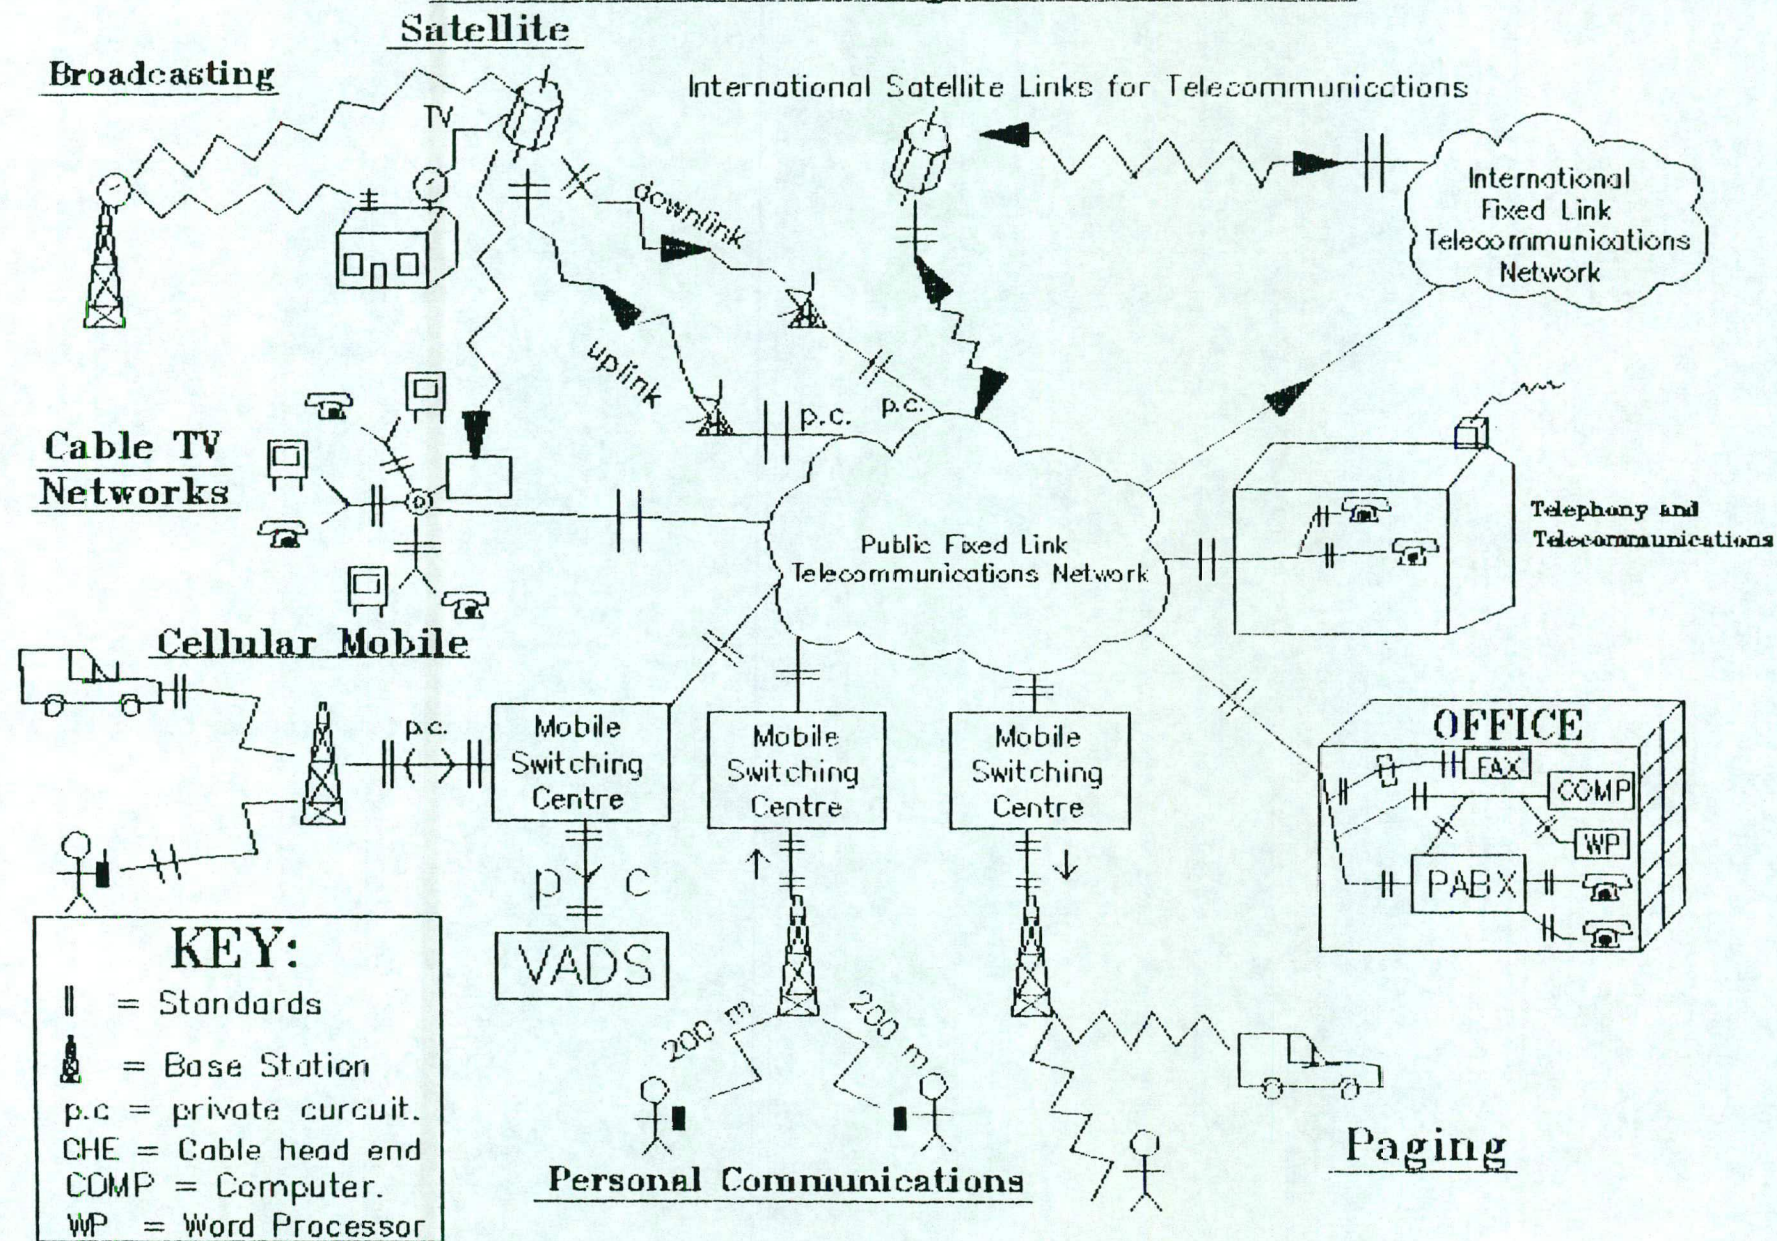 Satellite
Broadcasting
TV
International Satellite Links for Telecommunications
downlink
International
Fixed Link
Telecommunications
Network
uplink
p.c.
p.c.
Cable TV
Networks
Telephony and
Telecommunications
Public Fixed Link
Telecommunications Network
Cellular Mobile
p.c.
Mobile
Switching
Centre
Mobile
Switching
Centre
Mobile
Switching
Centre
OFFICE
FAX
COMP
WP
PABX
p c
VADS
KEY:
= Standards
= Base Station
p.c = private curcuit.
CHE = Cable head end
COMP = Computer.
WP = Word Processor
200 m
200 m
Personal Communications
Paging